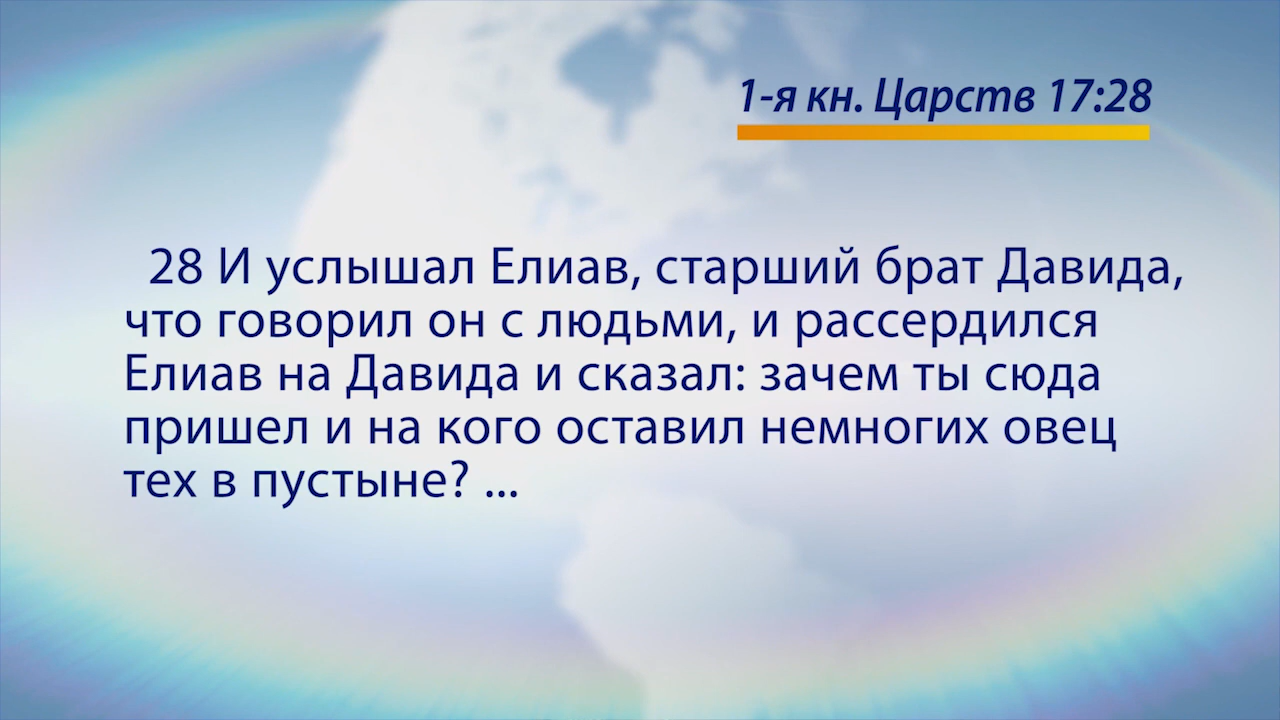 1-я кн. Царств 17:28
28 И услышал Елиав, старший брат Давида,
что говорил он с людьми, и рассердился
Елиав на Давида и сказал: зачем ты сюда
пришел и на кого оставил немногих овец
тех в пустыне? ...